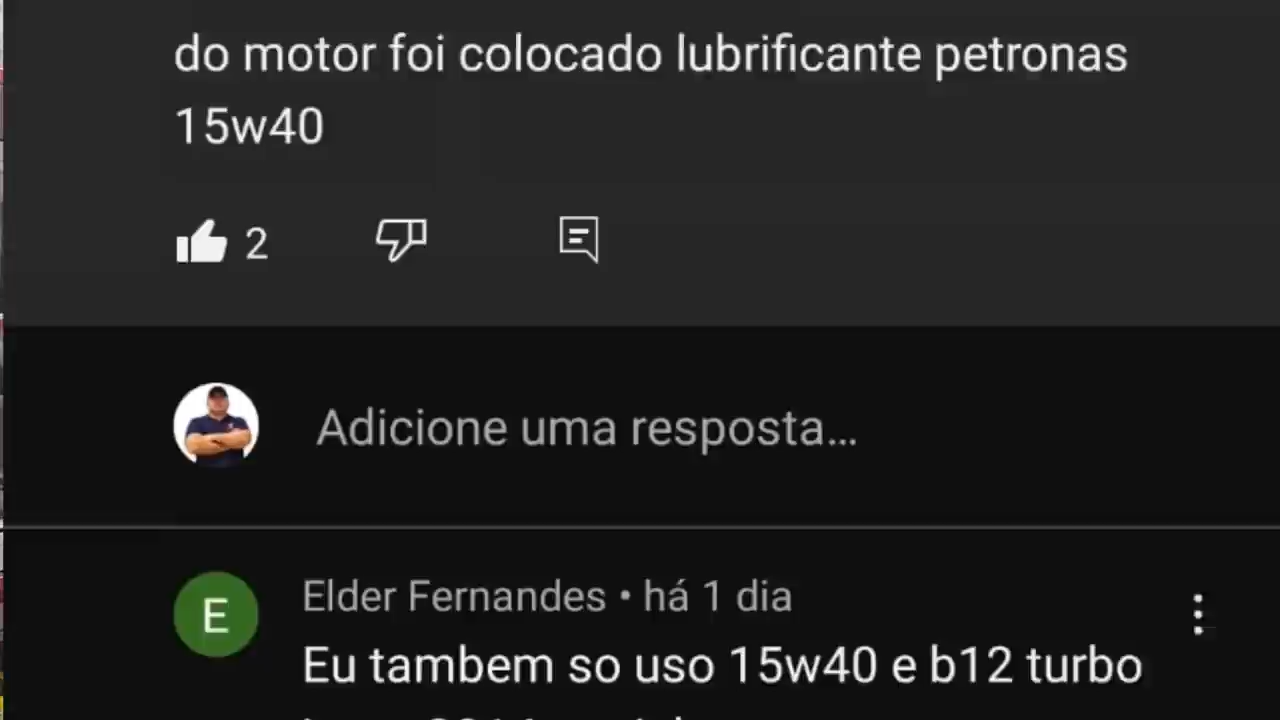 do motor foi colocado lubrificante petronas
15w40
2
Adicione uma resposta...
E
Elder Fernandes • há 1 dia
Eu tambem so uso 15w40 e b12 turbo